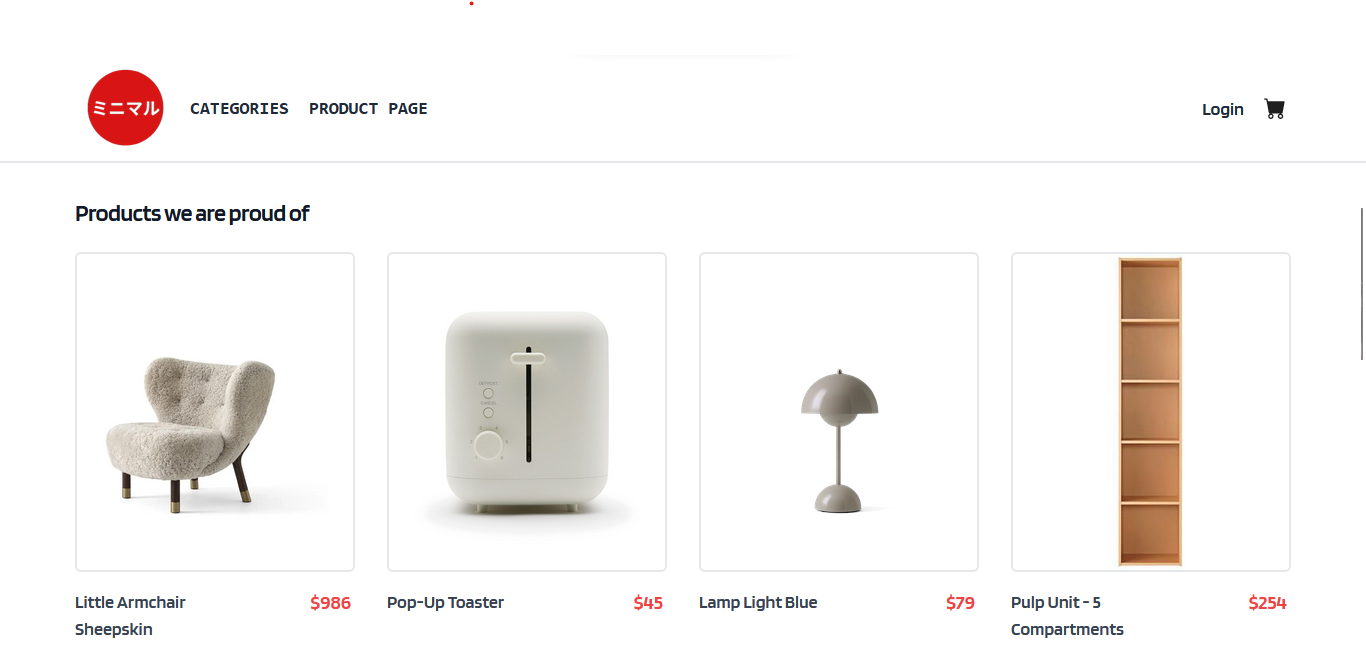 ミニマル
CATEGORIES PRODUCT PAGE
Login
Products we are proud of
Little Armchair Sheepskin $986
Pop-Up Toaster $45
Lamp Light Blue $79
Pulp Unit - 5 Compartments $254